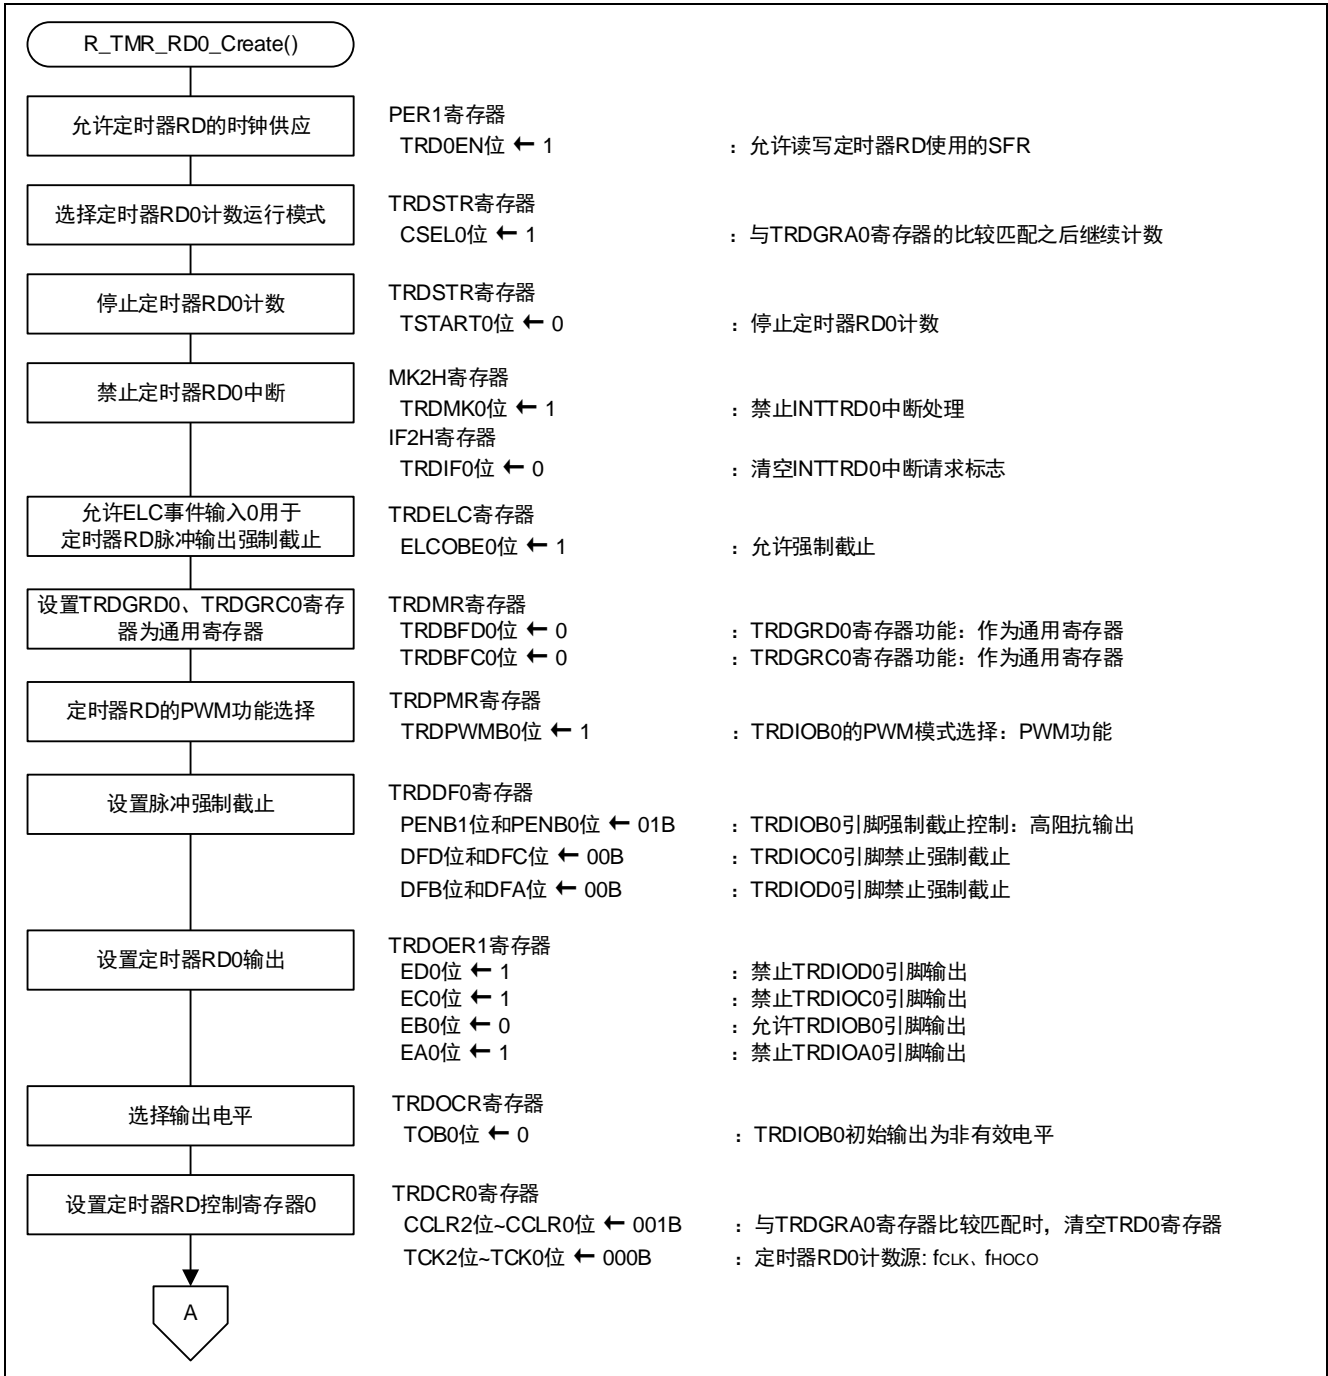 R_TMR_RD0_Create()
允许定时器RD的时钟供应
PER1寄存器
TRD0EN位 ← 1 ：允许读写定时器RD使用的SFR
选择定时器RD0计数运行模式
TRDSTR寄存器
CSEL0位 ← 1 ：与TRDGRA0寄存器的比较匹配之后继续计数
停止定时器RD0计数
TRDSTR寄存器
TSTART0位 ← 0 ：停止定时器RD0计数
禁止定时器RD0中断
MK2H寄存器
TRDMK0位 ← 1 ：禁止INTTRD0中断处理
IF2H寄存器
TRDIF0位 ← 0 ：清空INTTRD0中断请求标志
允许ELC事件输入0用于
定时器RD脉冲输出强制截止
TRDELC寄存器
ELCOBE0位 ← 1 ：允许强制截止
设置TRDGRD0、TRDGRC0寄存
器为通用寄存器
TRDMR寄存器
TRDBFD0位 ← 0 ：TRDGRD0寄存器功能：作为通用寄存器
TRDBFC0位 ← 0 ：TRDGRC0寄存器功能：作为通用寄存器
定时器RD的PWM功能选择
TRDPMR寄存器
TRDPWMB0位 ← 1 ：TRDIOB0的PWM模式选择：PWM功能
设置脉冲强制截止
TRDDF0寄存器
PENB1位和PENB0位 ← 01B ：TRDIOB0引脚强制截止控制：高阻抗输出
DFD位和DFC位 ← 00B ：TRDIOC0引脚禁止强制截止
DFB位和DFA位 ← 00B ：TRDIOD0引脚禁止强制截止
设置定时器RD0输出
TRDOER1寄存器
ED0位 ← 1 ：禁止TRDIOD0引脚输出
EC0位 ← 1 ：禁止TRDIOC0引脚输出
EB0位 ← 0 ：允许TRDIOB0引脚输出
EA0位 ← 1 ：禁止TRDIOA0引脚输出
选择输出电平
TRDOCR寄存器
TOB0位 ← 0 ：TRDIOB0初始输出为非有效电平
设置定时器RD控制寄存器0
TRDCR0寄存器
CCLR2位~CCLR0位 ← 001B ：与TRDGRA0寄存器比较匹配时，清空TRD0寄存器
TCK2位~TCK0位 ← 000B ：定时器RD0计数源: fCLK、fHOCO
A